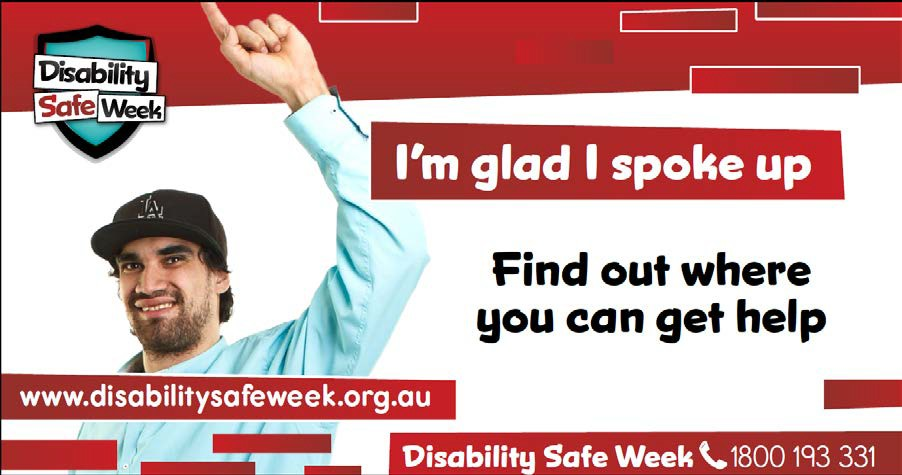 Disability
Safe Week
LA
I'm glad I spoke up
Find out where
you can get help
www.disabilitysafeweek.org.au
Disability Safe Week 1800 193 331